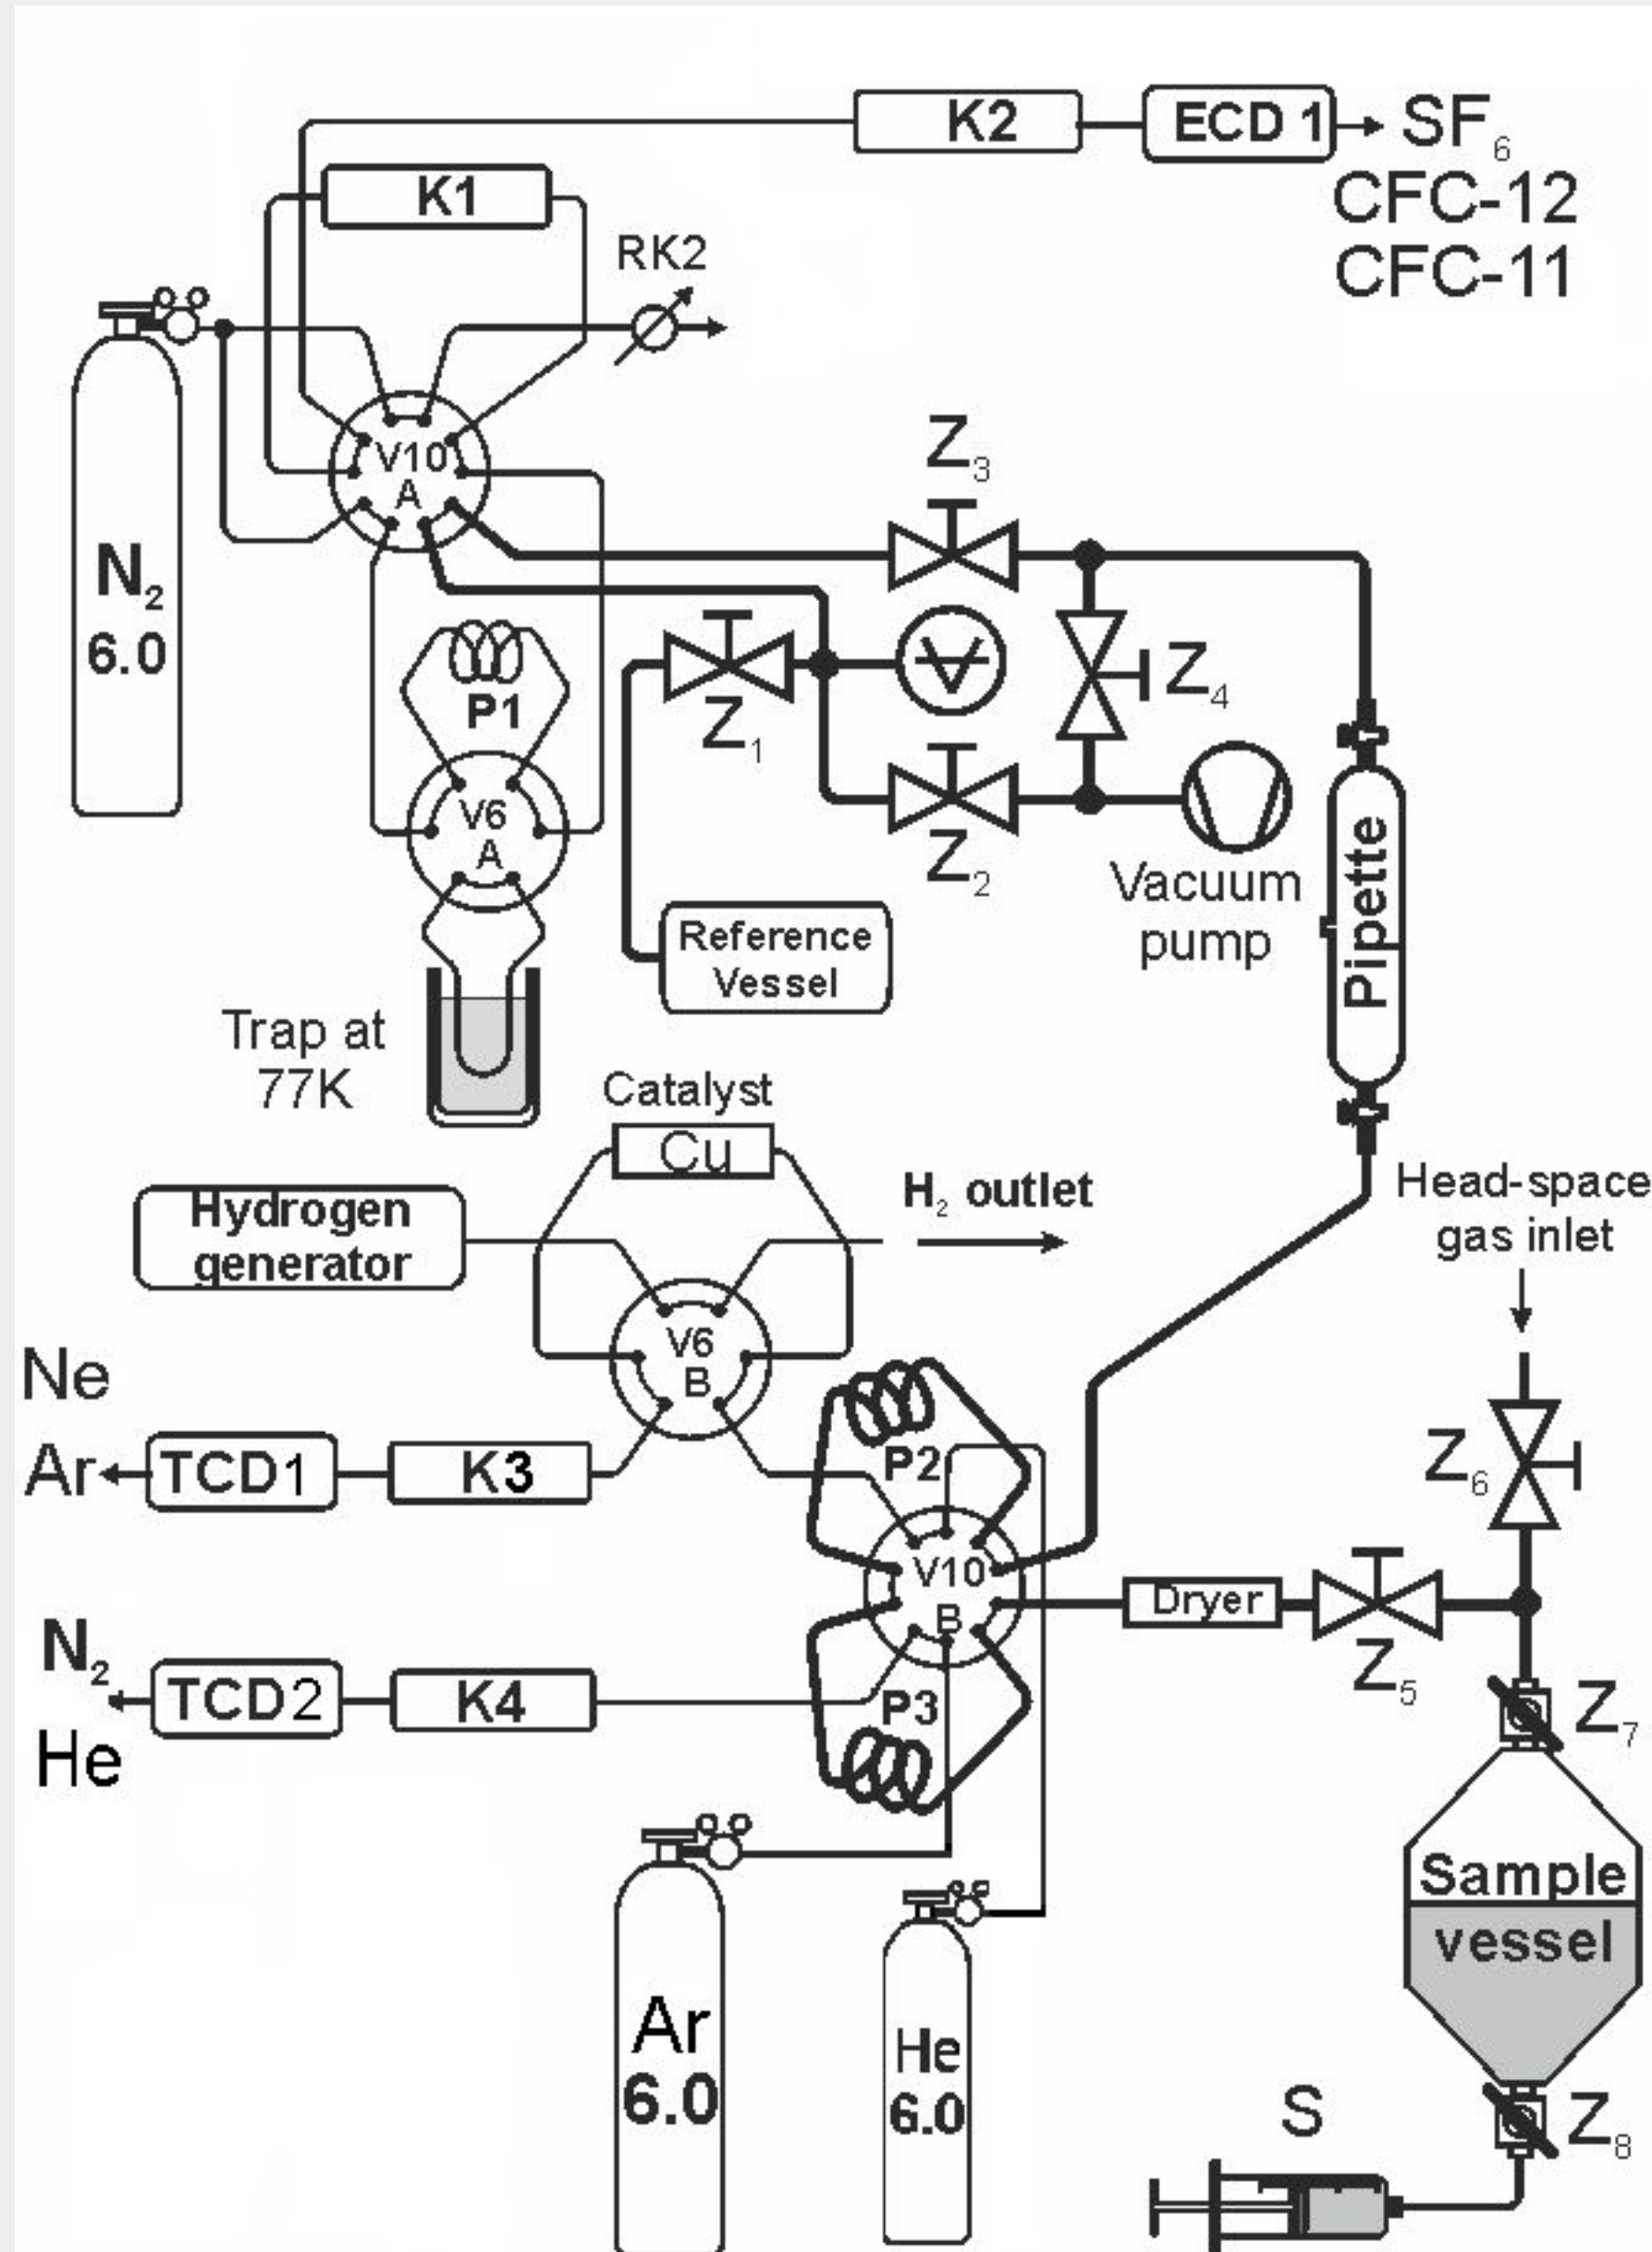 K2
ECD 1
SF6
CFC-12
CFC-11
K1
RK2
V10
A
N2
6.0
Z3
Z4
Z1
Z2
P1
V6
A
Vacuum
pump
Pipette
Reference
Vessel
Trap at
77K
Catalyst
Cu
Hydrogen
generator
H2 outlet
Head-space
gas inlet
V6
B
Ne
Ar
TCD1
K3
P2
Z6
V10
B
Dryer
Z5
N2
He
TCD2
K4
P3
Z7
Sample
vessel
Ar
6.0
He
6.0
S
Z8